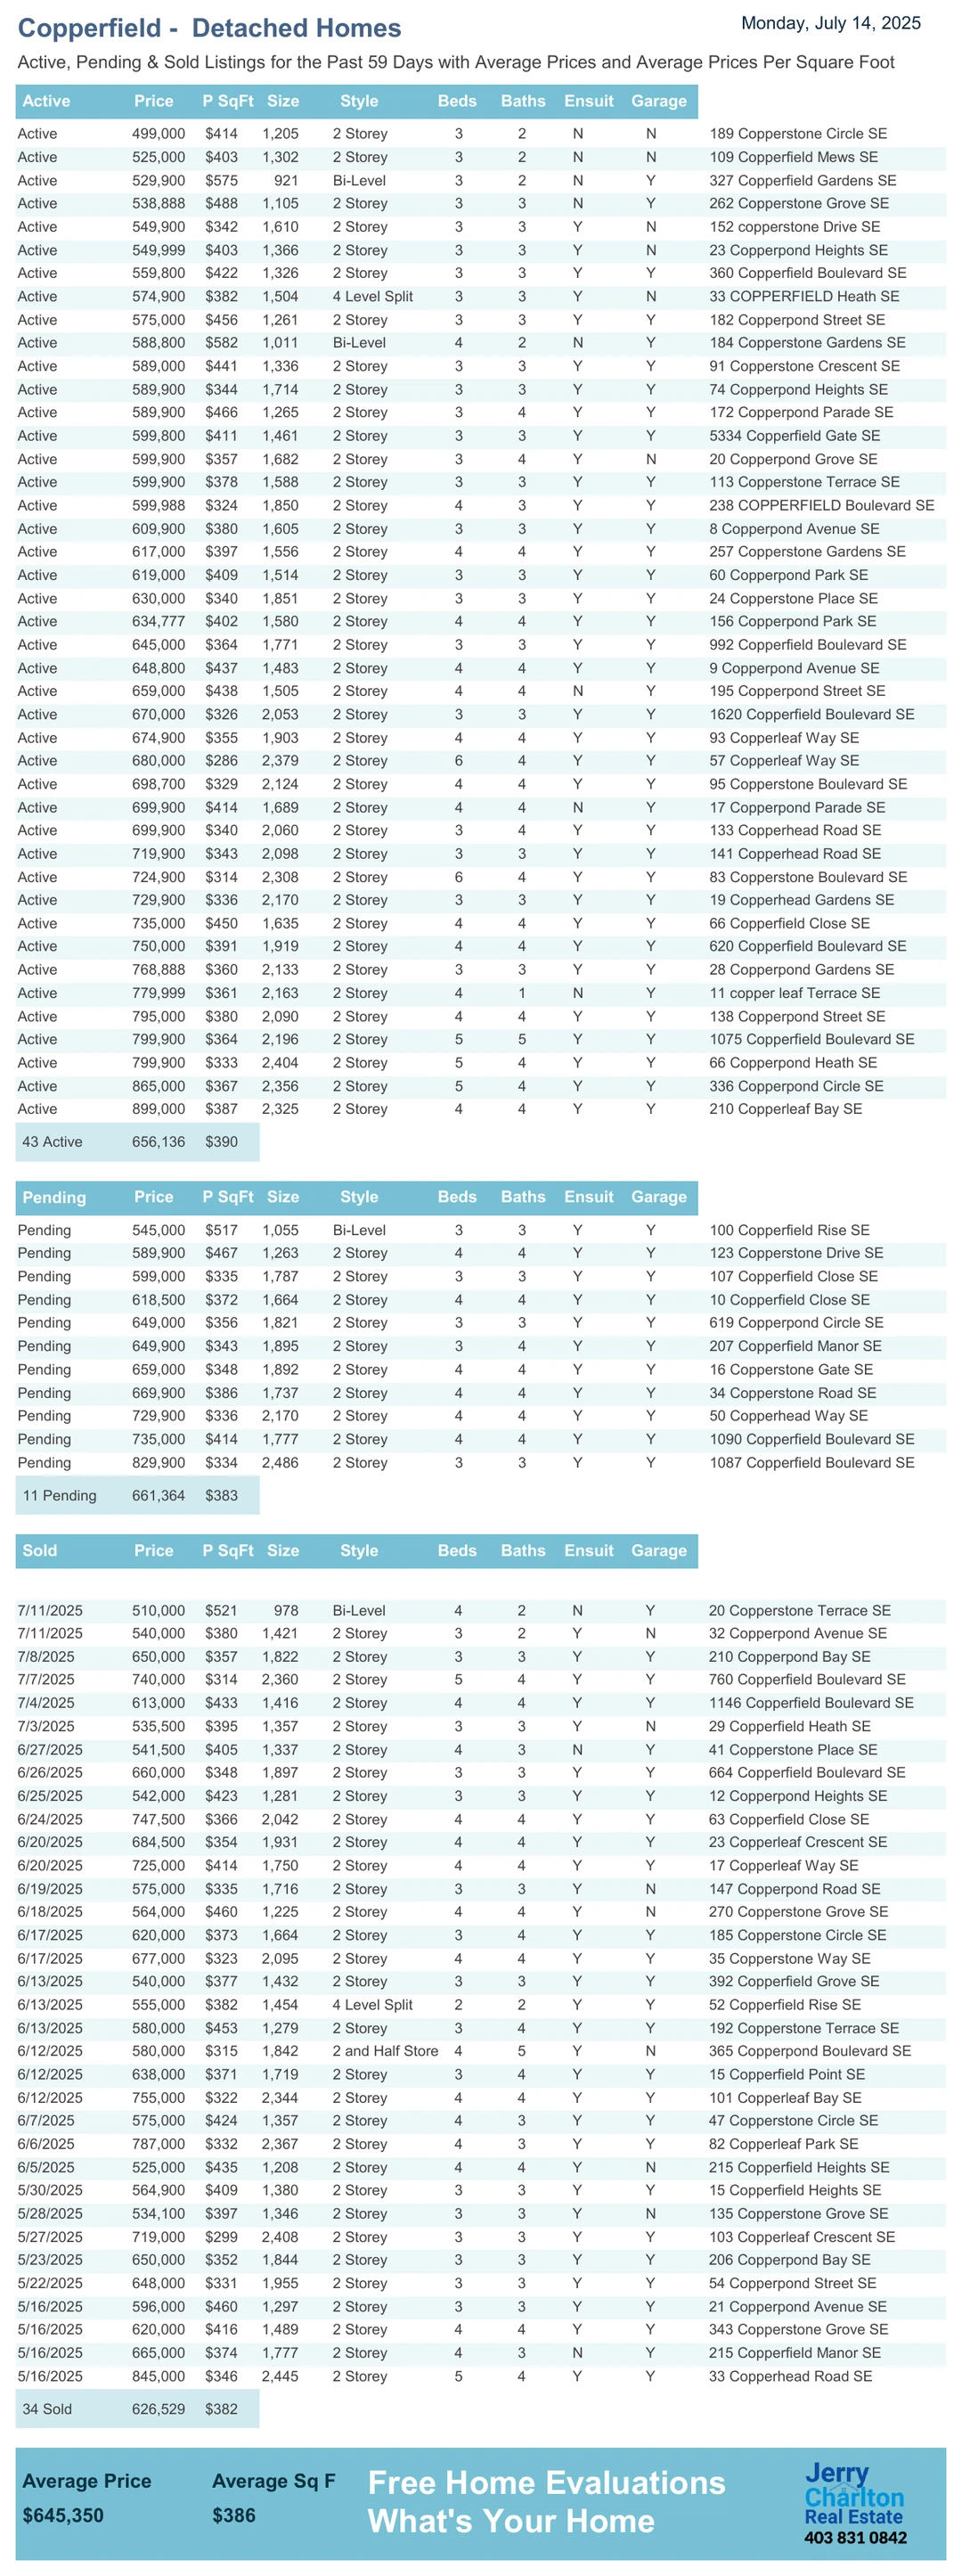 Copperfield - Detached Homes
Monday, July 14, 2025
Active, Pending & Sold Listings for the Past 59 Days with Average Prices and Average Prices Per Square Foot
Active Price P SqFt Size Style Beds Baths Ensuit Garage
Active 499,000 $414 1,205 2 Storey 3 2 N N 189 Copperstone Circle SE
Active 525,000 $403 1,302 2 Storey 3 2 N N 109 Copperfield Mews SE
Active 529,900 $575 921 Bi-Level 3 2 N Y 327 Copperfield Gardens SE
Active 538,888 $488 1,105 2 Storey 3 3 N Y 262 Copperstone Grove SE
Active 549,900 $342 1,610 2 Storey 3 3 Y N 152 copperstone Drive SE
Active 549,999 $403 1,366 2 Storey 3 3 Y N 23 Copperpond Heights SE
Active 559,800 $422 1,326 2 Storey 3 3 Y Y 360 Copperfield Boulevard SE
Active 574,900 $382 1,504 4 Level Split 3 3 Y N 33 COPPERFIELD Heath SE
Active 575,000 $456 1,261 2 Storey 3 3 Y Y 182 Copperpond Street SE
Active 588,800 $582 1,011 Bi-Level 4 2 N Y 184 Copperstone Gardens SE
Active 589,000 $441 1,336 2 Storey 3 3 Y Y 91 Copperstone Crescent SE
Active 589,900 $344 1,714 2 Storey 3 3 Y Y 74 Copperpond Heights SE
Active 589,900 $466 1,265 2 Storey 3 4 Y Y 172 Copperpond Parade SE
Active 599,800 $411 1,461 2 Storey 3 3 Y Y 5334 Copperfield Gate SE
Active 599,900 $357 1,682 2 Storey 3 4 Y N 20 Copperpond Grove SE
Active 599,900 $378 1,588 2 Storey 3 3 Y Y 113 Copperstone Terrace SE
Active 599,988 $324 1,850 2 Storey 4 3 Y Y 238 COPPERFIELD Boulevard SE
Active 609,900 $380 1,605 2 Storey 3 3 Y Y 8 Copperpond Avenue SE
Active 617,000 $397 1,556 2 Storey 4 4 Y Y 257 Copperstone Gardens SE
Active 619,000 $409 1,514 2 Storey 3 3 Y Y 60 Copperpond Park SE
Active 630,000 $340 1,851 2 Storey 3 3 Y Y 24 Copperstone Place SE
Active 634,777 $402 1,580 2 Storey 4 4 Y Y 156 Copperpond Park SE
Active 645,000 $364 1,771 2 Storey 3 3 Y Y 992 Copperfield Boulevard SE
Active 648,800 $437 1,483 2 Storey 4 4 Y Y 9 Copperpond Avenue SE
Active 659,000 $438 1,505 2 Storey 4 4 N Y 195 Copperpond Street SE
Active 670,000 $326 2,053 2 Storey 3 3 Y Y 1620 Copperfield Boulevard SE
Active 674,900 $355 1,903 2 Storey 4 4 Y Y 93 Copperleaf Way SE
Active 680,000 $286 2,379 2 Storey 6 4 Y Y 57 Copperleaf Way SE
Active 698,700 $329 2,124 2 Storey 4 4 Y Y 95 Copperstone Boulevard SE
Active 699,900 $414 1,689 2 Storey 4 4 N Y 17 Copperpond Parade SE
Active 699,900 $340 2,060 2 Storey 3 4 Y Y 133 Copperhead Road SE
Active 719,900 $343 2,098 2 Storey 3 3 Y Y 141 Copperhead Road SE
Active 724,900 $314 2,308 2 Storey 6 4 Y Y 83 Copperstone Boulevard SE
Active 729,900 $336 2,170 2 Storey 3 3 Y Y 19 Copperhead Gardens SE
Active 735,000 $450 1,635 2 Storey 4 4 Y Y 66 Copperfield Close SE
Active 750,000 $391 1,919 2 Storey 4 4 Y Y 620 Copperfield Boulevard SE
Active 768,888 $360 2,133 2 Storey 3 3 Y Y 28 Copperpond Gardens SE
Active 779,999 $361 2,163 2 Storey 4 1 N Y 11 copper leaf Terrace SE
Active 795,000 $380 2,090 2 Storey 4 4 Y Y 138 Copperpond Street SE
Active 799,900 $364 2,196 2 Storey 5 5 Y Y 1075 Copperfield Boulevard SE
Active 799,900 $333 2,404 2 Storey 5 4 Y Y 66 Copperpond Heath SE
Active 865,000 $367 2,356 2 Storey 5 4 Y Y 336 Copperpond Circle SE
Active 899,000 $387 2,325 2 Storey 4 4 Y Y 210 Copperleaf Bay SE
43 Active 656,136 $390
Pending Price P SqFt Size Style Beds Baths Ensuit Garage
Pending 545,000 $517 1,055 Bi-Level 3 3 Y Y 100 Copperfield Rise SE
Pending 589,900 $467 1,263 2 Storey 4 4 Y Y 123 Copperstone Drive SE
Pending 599,000 $335 1,787 2 Storey 3 3 Y Y 107 Copperfield Close SE
Pending 618,500 $372 1,664 2 Storey 4 4 Y Y 10 Copperfield Close SE
Pending 649,000 $356 1,821 2 Storey 3 3 Y Y 619 Copperpond Circle SE
Pending 649,900 $343 1,895 2 Storey 3 4 Y Y 207 Copperfield Manor SE
Pending 659,000 $348 1,892 2 Storey 4 4 Y Y 16 Copperstone Gate SE
Pending 669,900 $386 1,737 2 Storey 4 4 Y Y 34 Copperstone Road SE
Pending 729,900 $336 2,170 2 Storey 4 4 Y Y 50 Copperhead Way SE
Pending 735,000 $414 1,777 2 Storey 4 4 Y Y 1090 Copperfield Boulevard SE
Pending 829,900 $334 2,486 2 Storey 3 3 Y Y 1087 Copperfield Boulevard SE
11 Pending 661,364 $383
Sold Price P SqFt Size Style Beds Baths Ensuit Garage
7/11/2025 510,000 $521 978 Bi-Level 4 2 N Y 20 Copperstone Terrace SE
7/11/2025 540,000 $380 1,421 2 Storey 3 2 Y N 32 Copperpond Avenue SE
7/8/2025 650,000 $357 1,822 2 Storey 3 3 Y Y 210 Copperpond Bay SE
7/7/2025 740,000 $314 2,360 2 Storey 5 4 Y Y 760 Copperfield Boulevard SE
7/4/2025 613,000 $433 1,416 2 Storey 4 4 Y Y 1146 Copperfield Boulevard SE
7/3/2025 535,500 $395 1,357 2 Storey 3 3 Y N 29 Copperfield Heath SE
6/27/2025 541,500 $405 1,337 2 Storey 4 3 N Y 41 Copperstone Place SE
6/26/2025 660,000 $348 1,897 2 Storey 3 3 Y Y 664 Copperfield Boulevard SE
6/25/2025 542,000 $423 1,281 2 Storey 3 3 Y Y 12 Copperpond Heights SE
6/24/2025 747,500 $366 2,042 2 Storey 4 4 Y Y 63 Copperfield Close SE
6/20/2025 684,500 $354 1,931 2 Storey 4 4 Y Y 23 Copperleaf Crescent SE
6/20/2025 725,000 $414 1,750 2 Storey 4 4 Y Y 17 Copperleaf Way SE
6/19/2025 575,000 $335 1,716 2 Storey 3 3 Y N 147 Copperpond Road SE
6/18/2025 564,000 $460 1,225 2 Storey 4 4 Y N 270 Copperstone Grove SE
6/17/2025 620,000 $373 1,664 2 Storey 3 4 Y Y 185 Copperstone Circle SE
6/17/2025 677,000 $323 2,095 2 Storey 4 4 Y Y 35 Copperstone Way SE
6/13/2025 540,000 $377 1,432 2 Storey 3 3 Y Y 392 Copperfield Grove SE
6/13/2025 555,000 $382 1,454 4 Level Split 2 2 Y Y 52 Copperfield Rise SE
6/13/2025 580,000 $453 1,279 2 Storey 3 4 Y Y 192 Copperstone Terrace SE
6/12/2025 580,000 $315 1,842 2 and Half Store 4 5 Y N 365 Copperpond Boulevard SE
6/12/2025 638,000 $371 1,719 2 Storey 3 4 Y Y 15 Copperfield Point SE
6/12/2025 755,000 $322 2,344 2 Storey 4 4 Y Y 101 Copperleaf Bay SE
6/7/2025 575,000 $424 1,357 2 Storey 4 3 Y Y 47 Copperstone Circle SE
6/6/2025 787,000 $332 2,367 2 Storey 4 3 Y Y 82 Copperleaf Park SE
6/5/2025 525,000 $435 1,208 2 Storey 4 4 Y N 215 Copperfield Heights SE
5/30/2025 564,900 $409 1,380 2 Storey 3 3 Y Y 15 Copperfield Heights SE
5/28/2025 534,100 $397 1,346 2 Storey 3 3 Y N 135 Copperstone Grove SE
5/27/2025 719,000 $299 2,408 2 Storey 3 3 Y Y 103 Copperleaf Crescent SE
5/23/2025 650,000 $352 1,844 2 Storey 3 3 Y Y 206 Copperpond Bay SE
5/22/2025 648,000 $331 1,955 2 Storey 3 3 Y Y 54 Copperpond Street SE
5/16/2025 596,000 $460 1,297 2 Storey 3 3 Y Y 21 Copperpond Avenue SE
5/16/2025 620,000 $416 1,489 2 Storey 4 4 Y Y 343 Copperstone Grove SE
5/16/2025 665,000 $374 1,777 2 Storey 4 3 N Y 215 Copperfield Manor SE
5/16/2025 845,000 $346 2,445 2 Storey 5 4 Y Y 33 Copperhead Road SE
34 Sold 626,529 $382
Average Price Average Sq F
$645,350 $386
Free Home Evaluations
What's Your Home
Jerry
Charlton
Real Estate
403 831 0842